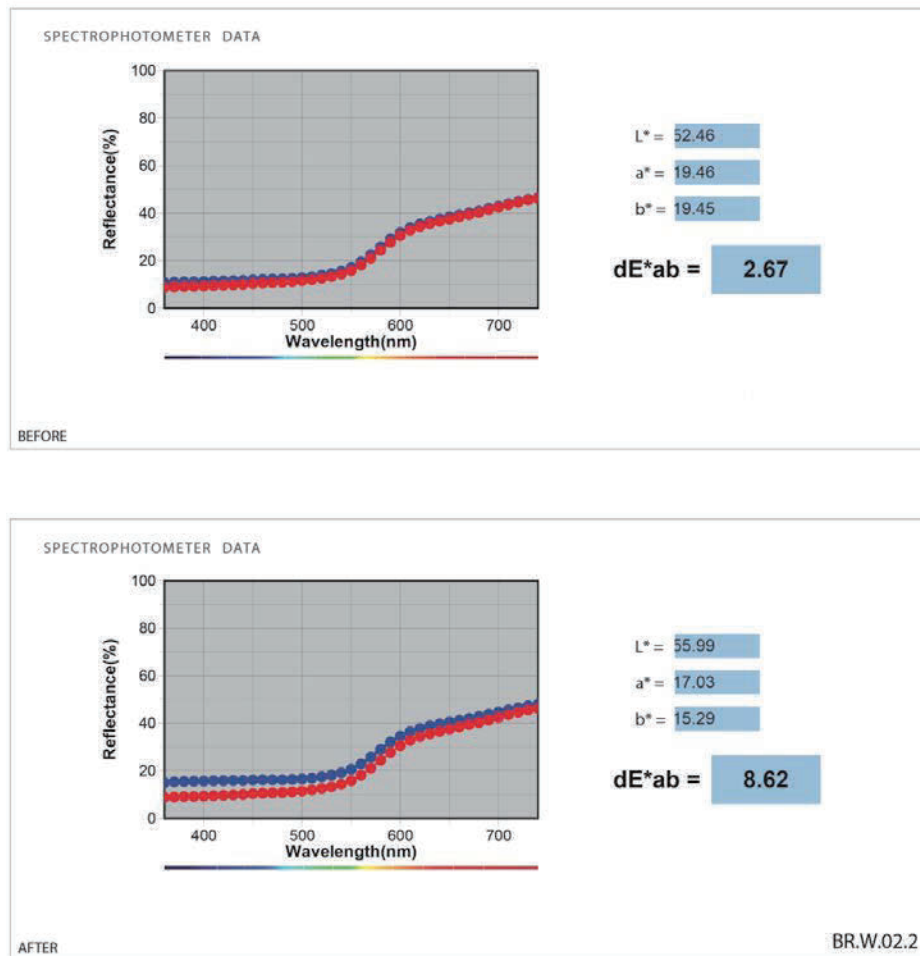 SPECTROPHOTOMETER DATA
100
80
60
40
20
0
Reflectance(%)
400 500 600 700
Wavelength(nm)
L* = 52.46
a* = 19.46
b* = 19.45
dE*ab = 2.67
BEFORE
SPECTROPHOTOMETER DATA
100
80
60
40
20
0
Reflectance(%)
400 500 600 700
Wavelength(nm)
L* = 55.99
a* = 17.03
b* = 15.29
dE*ab = 8.62
AFTER
BR.W.02.2